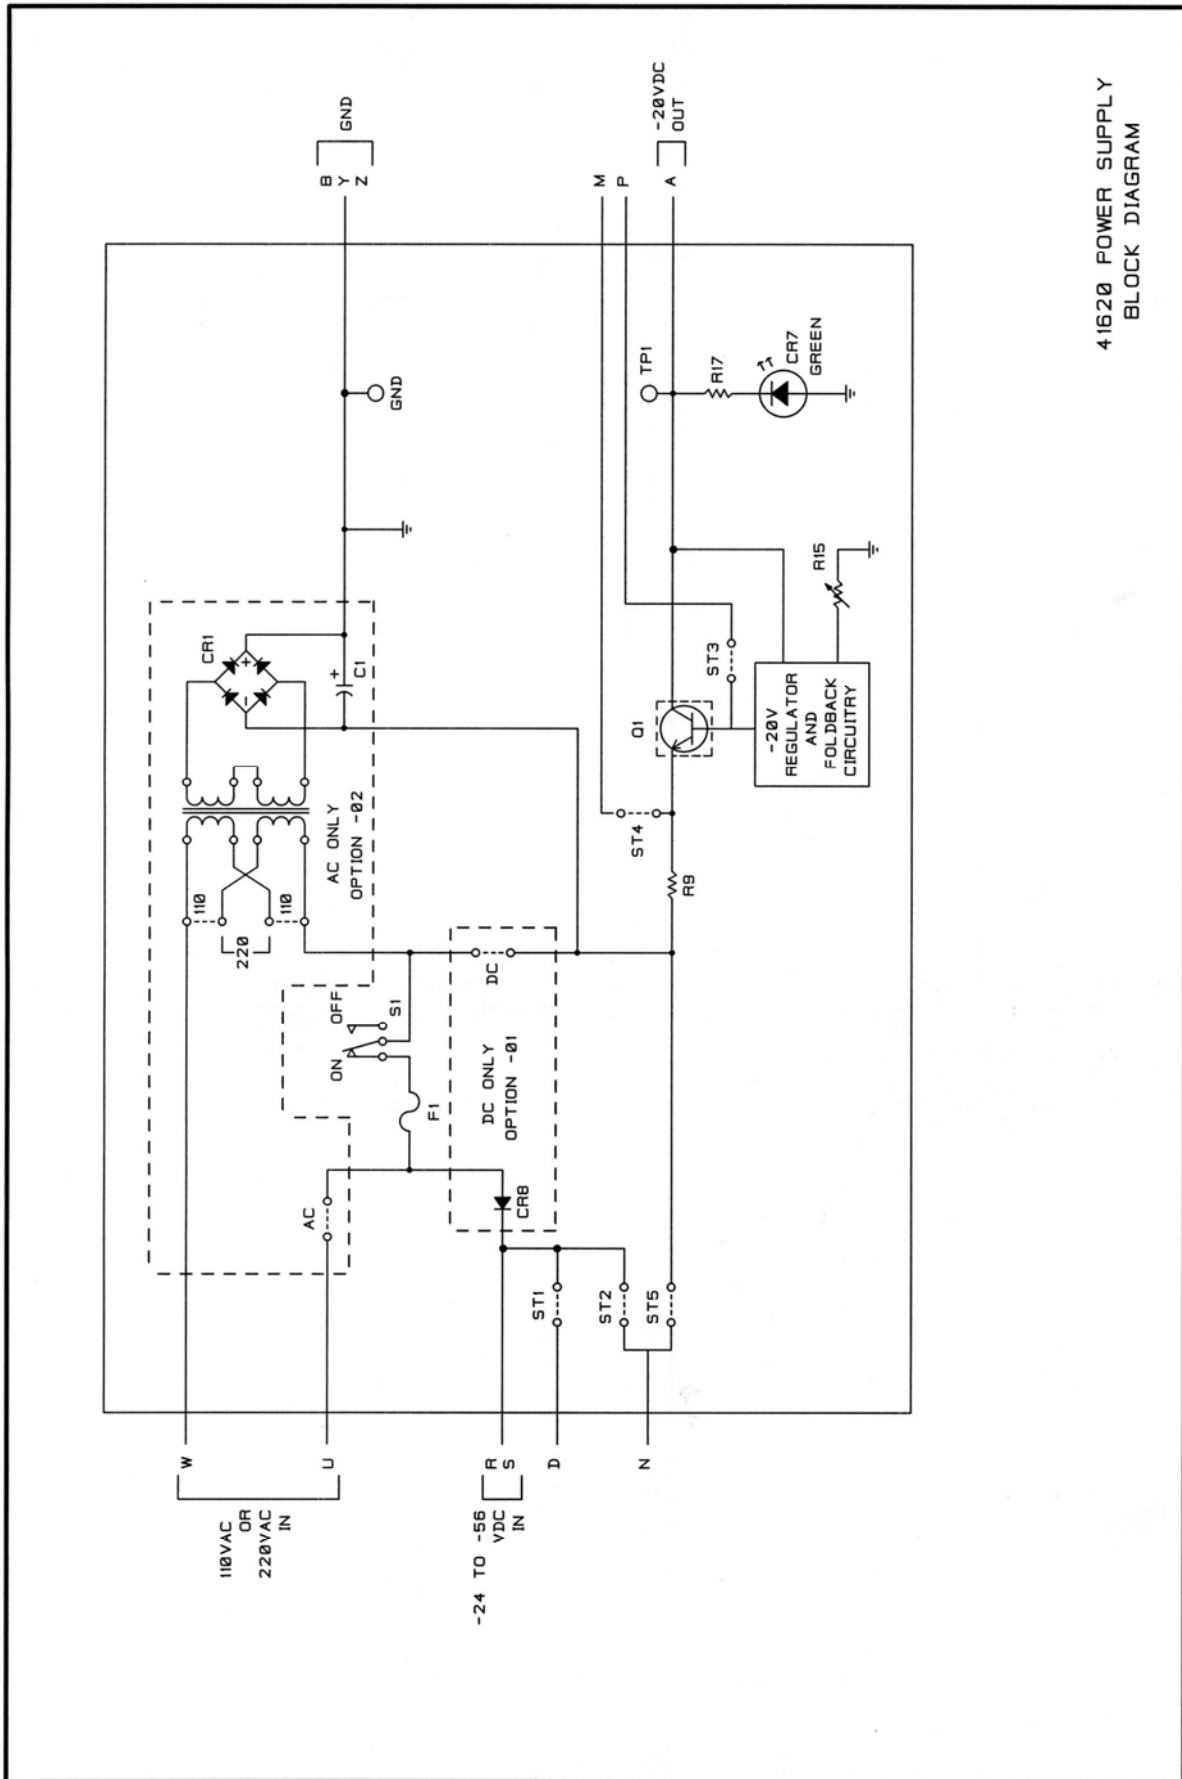 110VAC
OR
220VAC
IN
W
U
AC
110
220
110
AC ONLY
OPTION -02
CR1
+
-
+
C1
B
Y
Z
GND
GND
ON
OFF
S1
F1
-24 TO -56
VDC
IN
R
S
CR8
DC ONLY
OPTION -01
DC
D
ST1
N
ST2
ST5
R9
ST4
Q1
ST3
M
P
A
-20VDC
OUT
TP1
R17
CR7
GREEN
-20V
REGULATOR
AND
FOLDBACK
CIRCUITRY
R15
41620 POWER SUPPLY
BLOCK DIAGRAM